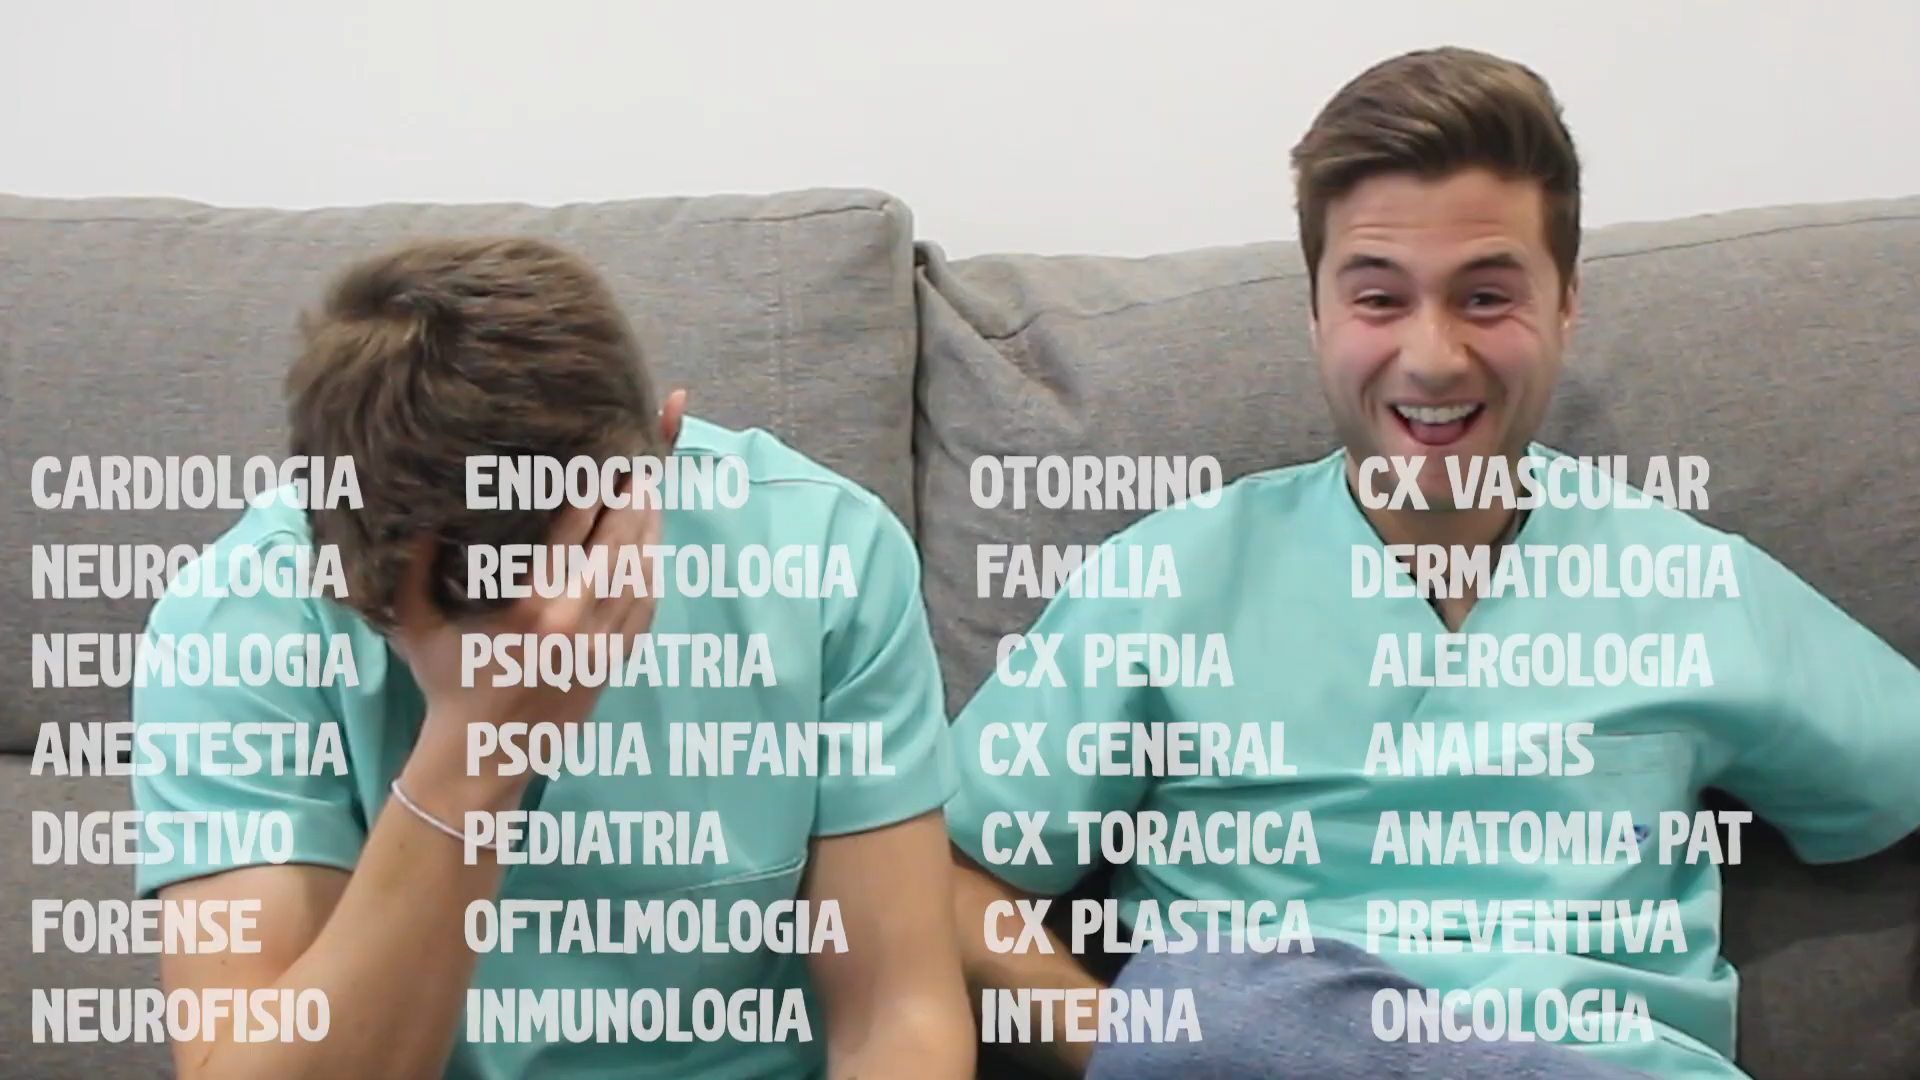 CARDIOLOGIA
NEUROLOGIA
NEUMOLOGIA
ANESTESTIA
DIGESTIVO
FORENSE
NEUROFISIO
ENDOCRINO
REUMATOLOGIA
PSIQUIATRIA
PSQUIA INFANTIL
PEDIATRIA
OFTALMOLOGIA
INMUNOLOGIA
OTORRINO
FAMILIA
CX PEDIA
CX GENERAL
CX TORACICA
CX PLASTICA
INTERNA
CX VASCULAR
DERMATOLOGIA
ALERGOLOGIA
ANALISIS
ANATOMIA PAT
PREVENTIVA
ONCOLOGIA